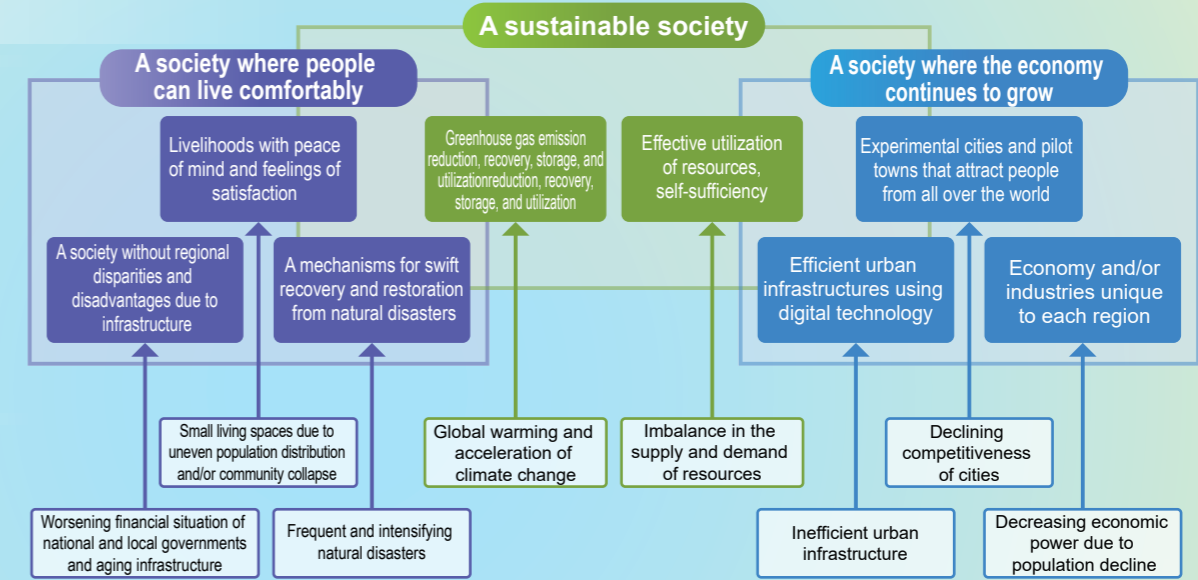 A sustainable society
A society where people
can live comfortably
A society where the economy
continues to grow
Livelihoods with peace
of mind and feelings of
satisfaction
Greenhouse gas emission
reduction, recovery, storage, and
utilizationreduction, recovery,
storage, and utilization
Effective utilization
of resources,
self-sufficiency
Experimental cities and pilot
towns that attract people
from all over the world
A society without regional
disparities and
disadvantages due to
infrastructure
A mechanisms for swift
recovery and restoration
from natural disasters
Efficient urban
infrastructures using
digital technology
Economy and/or
industries unique
to each region
Small living spaces due to
uneven population distribution
and/or community collapse
Global warming and
acceleration of
climate change
Imbalance in the
supply and demand
of resources
Declining
competitiveness
of cities
Worsening financial situation of
national and local governments
and aging infrastructure
Frequent and intensifying
natural disasters
Inefficient urban
infrastructure
Decreasing economic
power due to
population decline